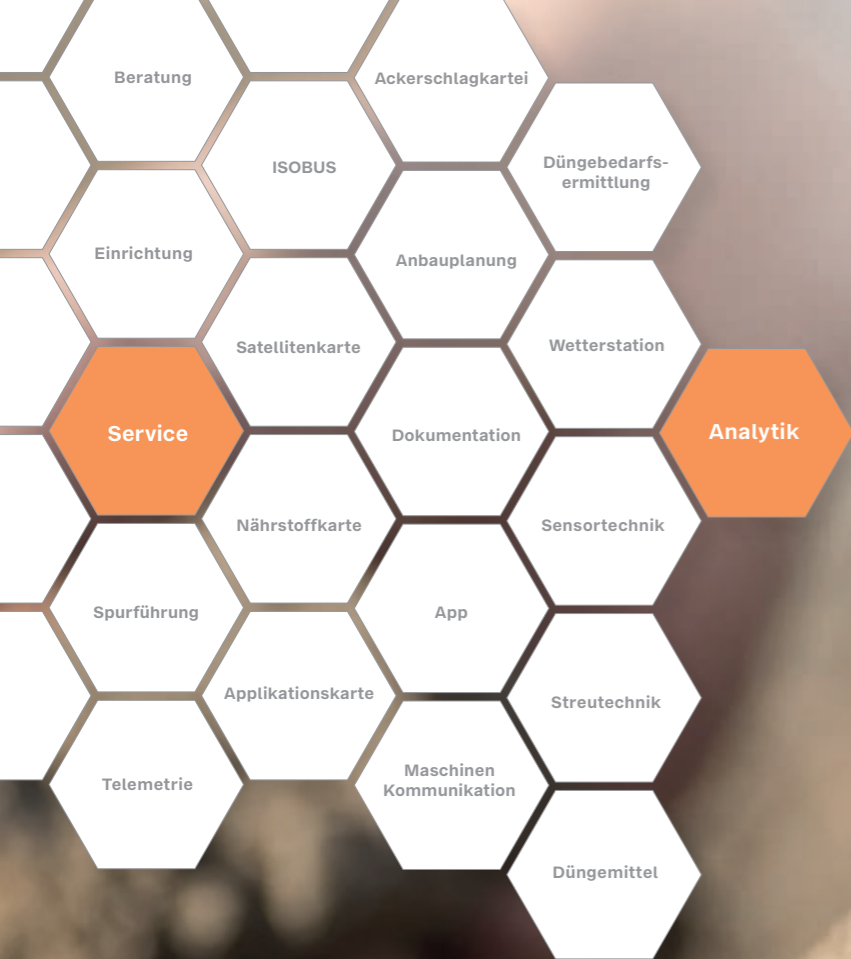 Beratung
Ackerschlagkartei
ISOBUS
Düngebedarfs-
ermittlung
Einrichtung
Anbauplanung
Satellitenkarte
Wetterstation
Service
Dokumentation
Analytik
Nährstoffkarte
Sensortechnik
Spurführung
App
Applikationskarte
Streutechnik
Telemetrie
Maschinen
Kommunikation
Düngemittel